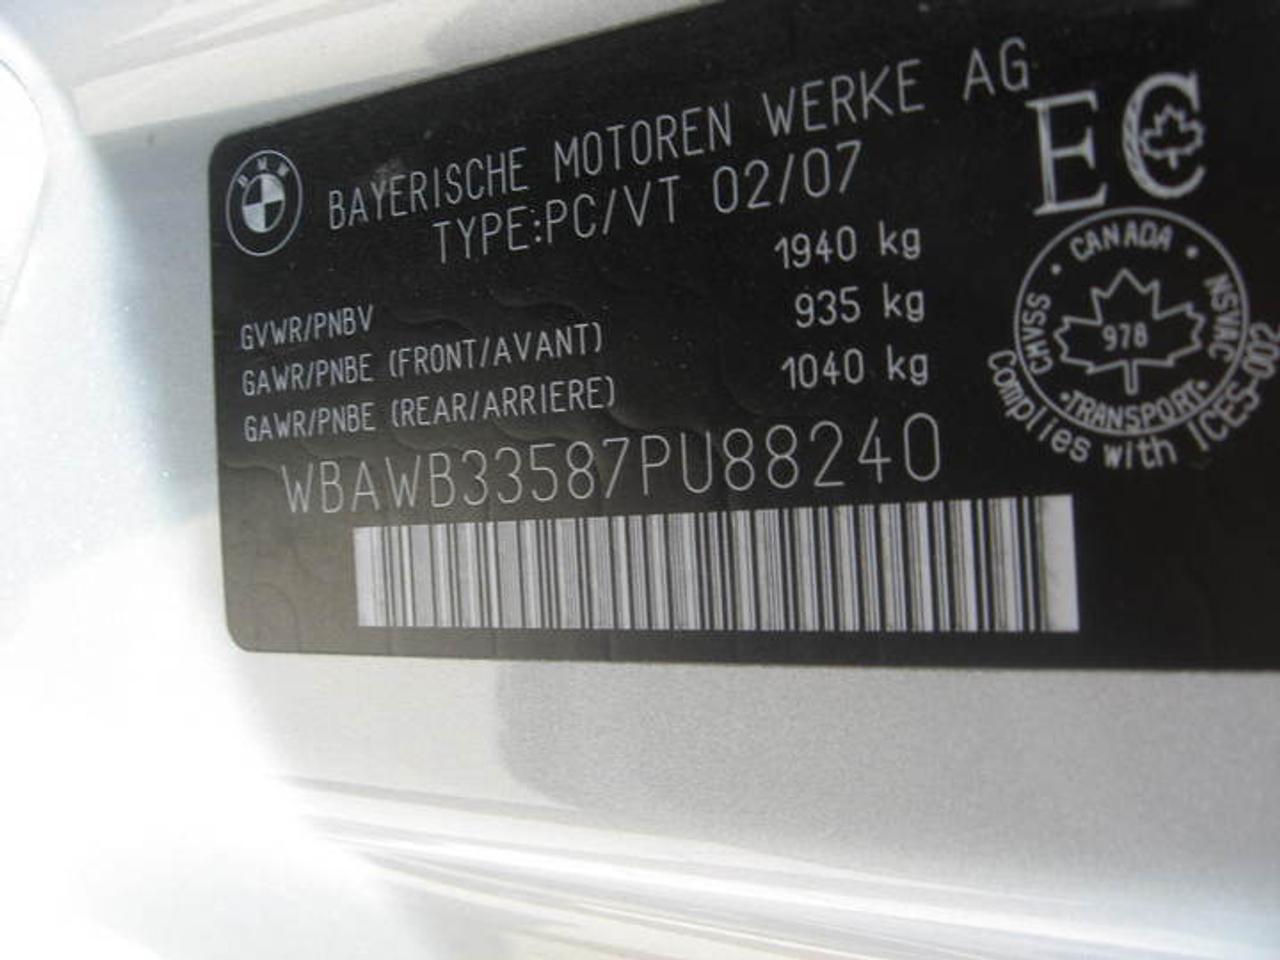 BMW
BAYERISCHE MOTOREN WERKE AG
TYPE:PC/VT 02/07
GVWR/PNBV 1940 kg
GAWR/PNBE (FRONT/AVANT) 935 kg
GAWR/PNBE (REAR/ARRIERE) 1040 kg
WBAWB33587PU88240
EC
CANADA
CMVSS
NSVAC
978
TRANSPORT
Complies with ICES-002